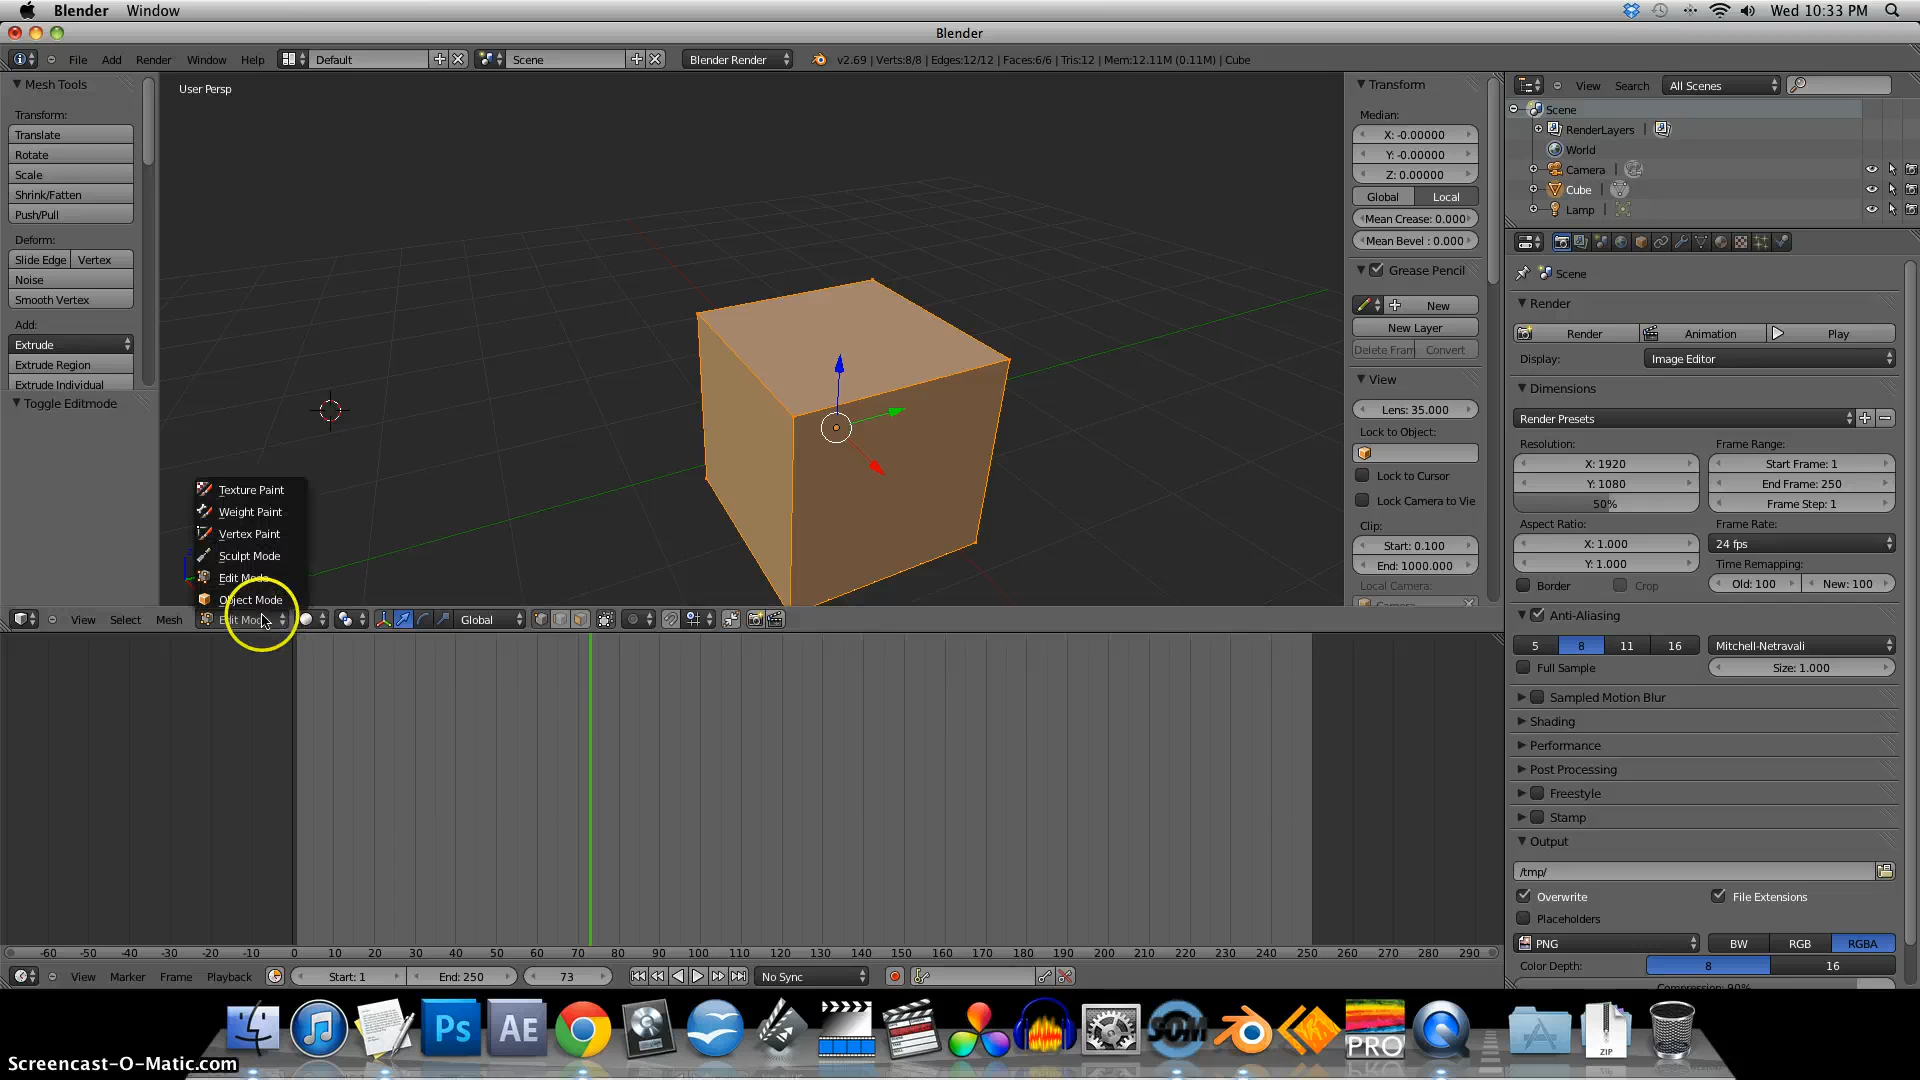 Blender Window Wed 10:33 PM
Blender
File Add Render Window Help Default Scene Blender Render v2.69 | Verts:8/8 | Edges:12/12 | Faces:6/6 | Tris:12 | Mem:12.11M (0.11M) | Cube
Mesh Tools
Transform:
Translate
Rotate
Scale
Shrink/Fatten
Push/Pull
Deform:
Slide Edge Vertex
Noise
Smooth Vertex
Add:
Extrude
Extrude Region
Extrude Individual
Toggle Editmode
User Persp
Texture Paint
Weight Paint
Vertex Paint
Sculpt Mode
Edit Mode
Object Mode
View Select Mesh Edit Mode Global
Transform
Median:
X: -0.00000
Y: -0.00000
Z: 0.00000
Global Local
Mean Crease: 0.000
Mean Bevel : 0.000
Grease Pencil
New
New Layer
Delete Fram Convert
View
Lens: 35.000
Lock to Object:
Lock to Cursor
Lock Camera to Vie
Clip:
Start: 0.100
End: 1000.000
Local Camera:
Camera
View Search All Scenes
Scene
RenderLayers
World
Camera
Cube
Lamp
Scene
Render
Render Animation Play
Display: Image Editor
Dimensions
Render Presets
Resolution: Frame Range:
X: 1920 Start Frame: 1
Y: 1080 End Frame: 250
50% Frame Step: 1
Aspect Ratio: Frame Rate:
X: 1.000 24 fps
Y: 1.000 Time Remapping:
Border Crop Old: 100 New: 100
Anti-Aliasing
5 8 11 16 Mitchell-Netravali
Full Sample Size: 1.000
Sampled Motion Blur
Shading
Performance
Post Processing
Freestyle
Stamp
Output
/tmp/
Overwrite File Extensions
Placeholders
PNG BW RGB RGBA
Color Depth: 8 16
Compression: 90%
-60 -50 -40 -30 -20 -10 0 10 20 30 40 50 60 70 80 90 100 110 120 130 140 150 160 170 180 190 200 210 220 230 240 250 260 270 280 290
View Marker Frame Playback Start: 1 End: 250 73 No Sync
Ps AE SOM PRO ZIP
Screencast-O-Matic.com